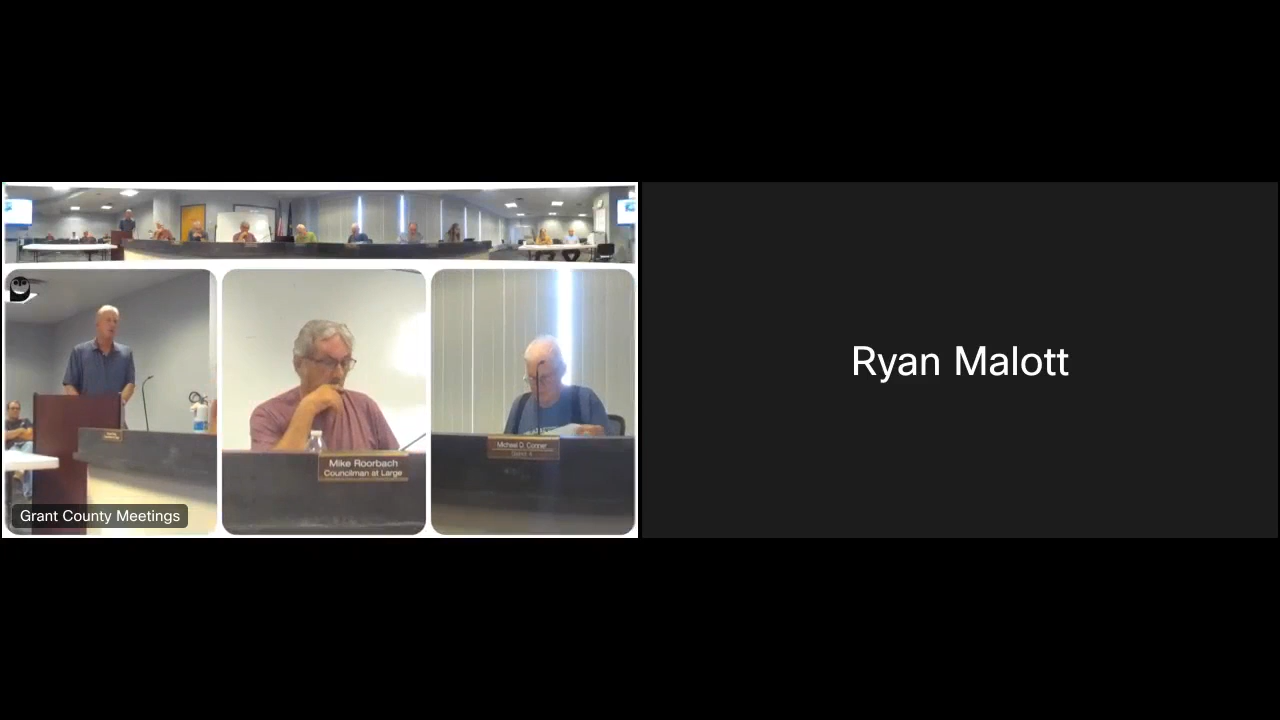 Mike Roorbach
Councilman at Large
Michael D. Conner
Grant County Meetings
Ryan Malott